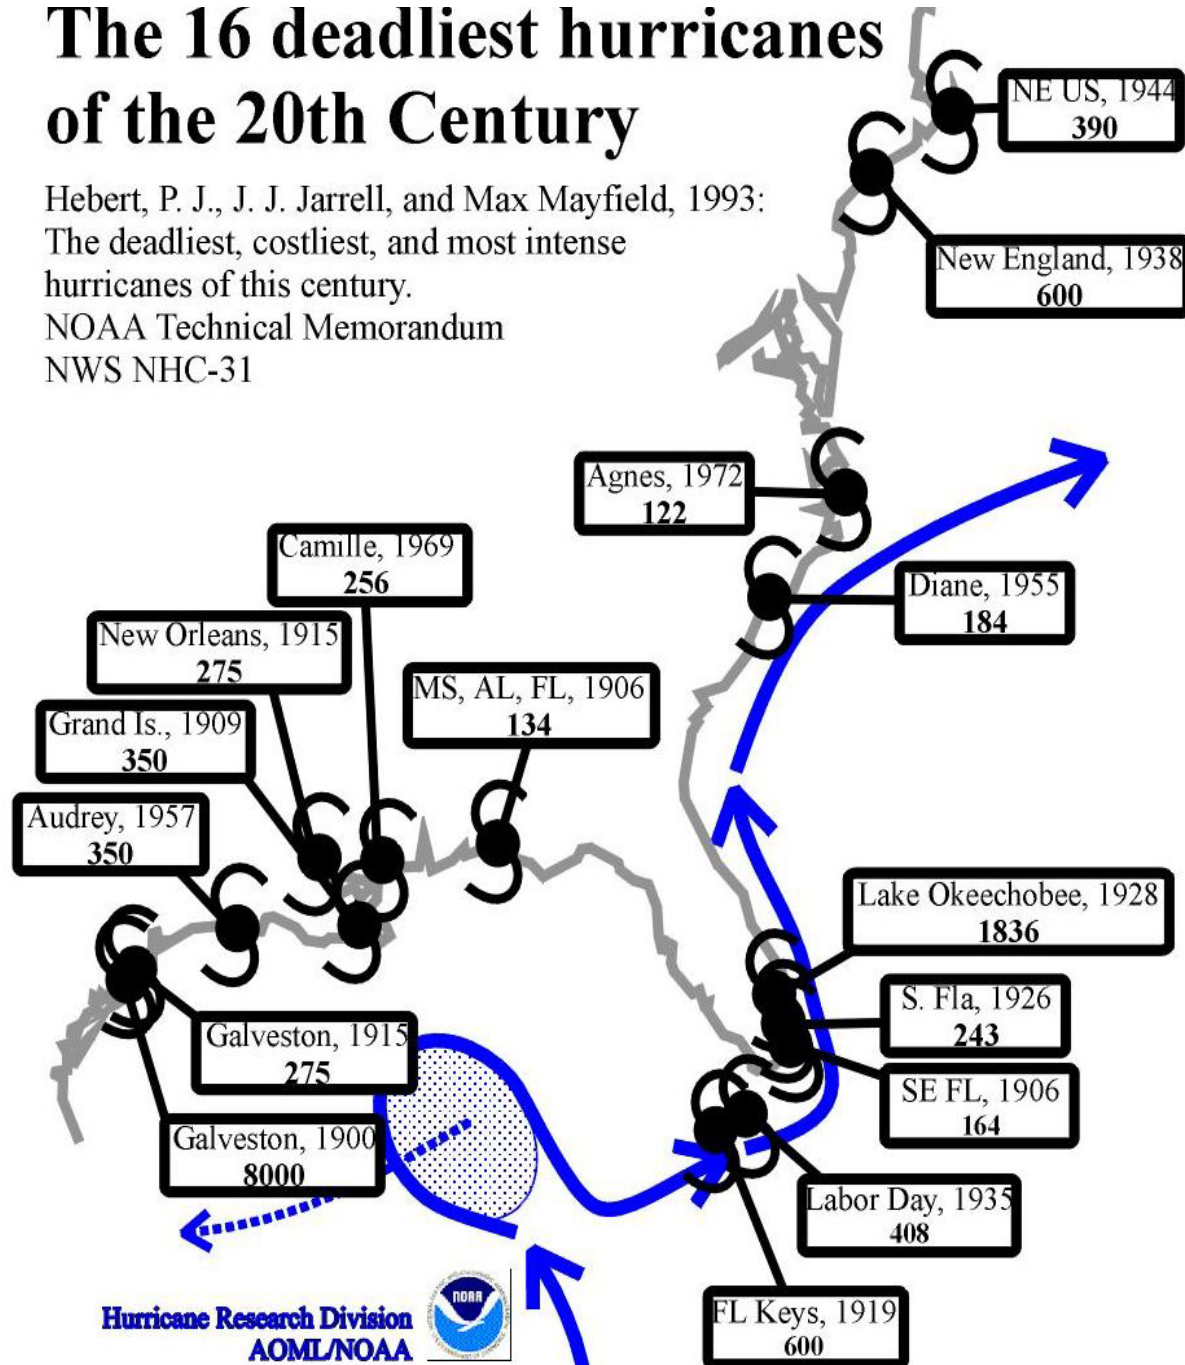 The 16 deadliest hurricanes
of the 20th Century
Hebert, P. J., J. J. Jarrell, and Max Mayfield, 1993:
The deadliest, costliest, and most intense
hurricanes of this century.
NOAA Technical Memorandum
NWS NHC-31
NE US, 1944
390
New England, 1938
600
Agnes, 1972
122
Diane, 1955
184
Camille, 1969
256
New Orleans, 1915
275
MS, AL, FL, 1906
134
Grand Is., 1909
350
Audrey, 1957
350
Lake Okeechobee, 1928
1836
S. Fla, 1926
243
Galveston, 1915
275
SE FL, 1906
164
Galveston, 1900
8000
Labor Day, 1935
408
FL Keys, 1919
600
Hurricane Research Division
AOML/NOAA
NOAA